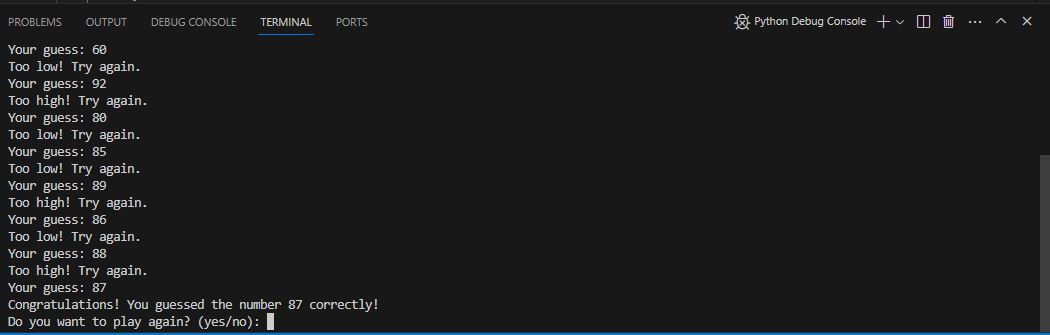 PROBLEMS OUTPUT DEBUG CONSOLE TERMINAL PORTS Python Debug Console
Your guess: 60
Too low! Try again.
Your guess: 92
Too high! Try again.
Your guess: 80
Too low! Try again.
Your guess: 85
Too low! Try again.
Your guess: 89
Too high! Try again.
Your guess: 86
Too low! Try again.
Your guess: 88
Too high! Try again.
Your guess: 87
Congratulations! You guessed the number 87 correctly!
Do you want to play again? (yes/no):